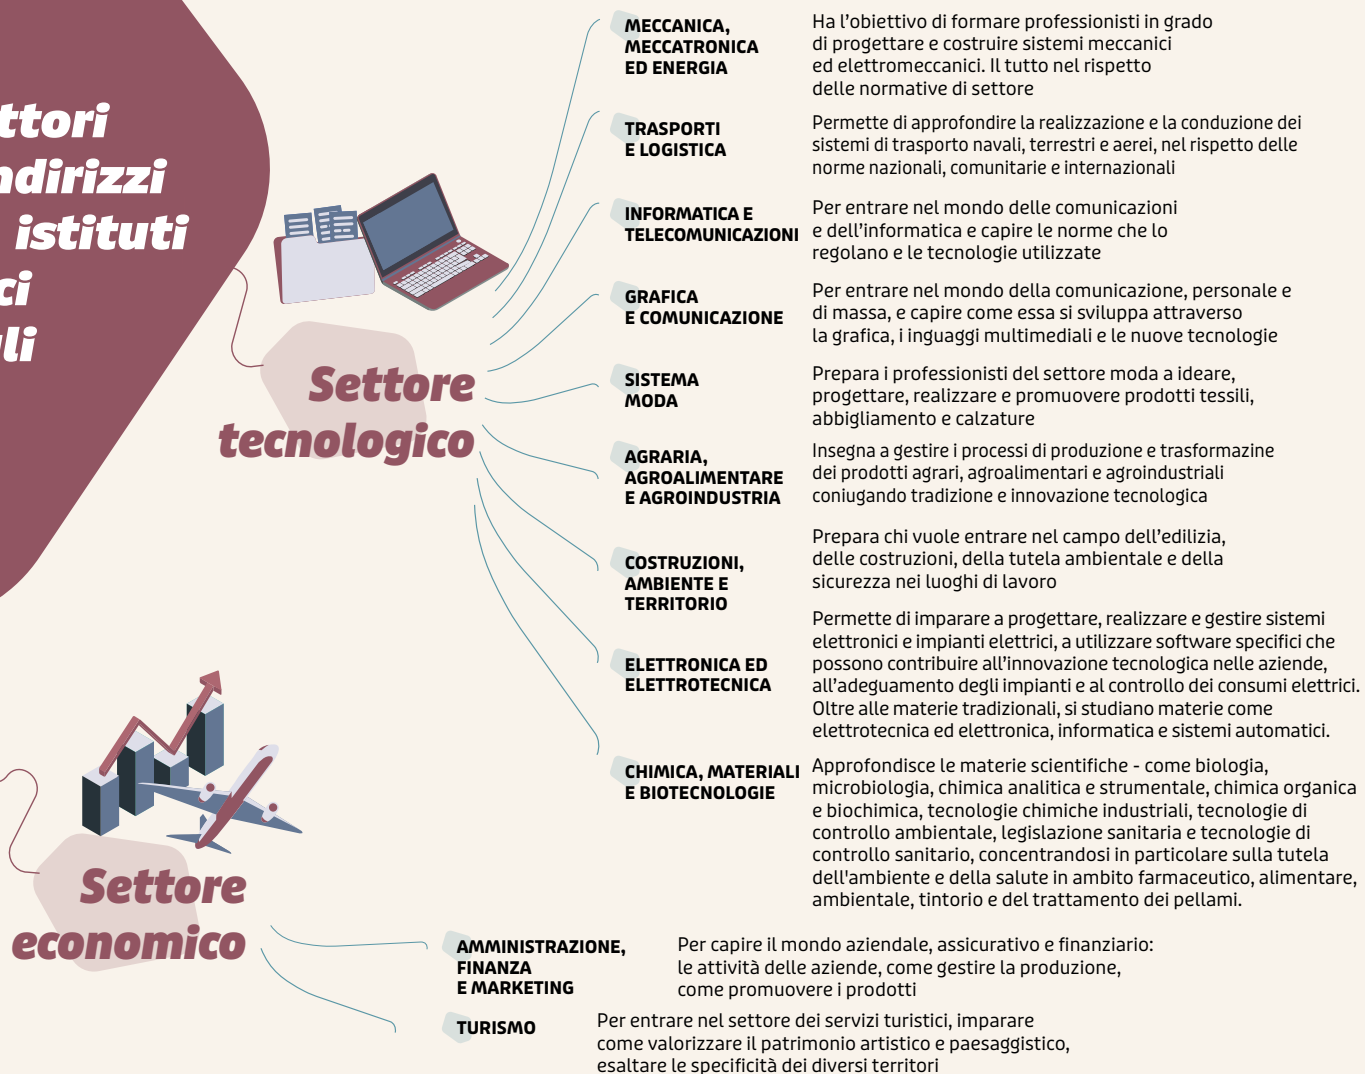 ttori
ndirizzi
istituti
ci
li
Settore
tecnologico
MECCANICA,
MECCATRONICA
ED ENERGIA
Ha l’obiettivo di formare professionisti in grado
di progettare e costruire sistemi meccanici
ed elettromeccanici. Il tutto nel rispetto
delle normative di settore
TRASPORTI
E LOGISTICA
Permette di approfondire la realizzazione e la conduzione dei
sistemi di trasporto navali, terrestri e aerei, nel rispetto delle
norme nazionali, comunitarie e internazionali
INFORMATICA E
TELECOMUNICAZIONI
Per entrare nel mondo delle comunicazioni
e dell’informatica e capire le norme che lo
regolano e le tecnologie utilizzate
GRAFICA
E COMUNICAZIONE
Per entrare nel mondo della comunicazione, personale e
di massa, e capire come essa si sviluppa attraverso
la grafica, i inguaggi multimediali e le nuove tecnologie
SISTEMA
MODA
Prepara i professionisti del settore moda a ideare,
progettare, realizzare e promuovere prodotti tessili,
abbigliamento e calzature
AGRARIA,
AGROALIMENTARE
E AGROINDUSTRIA
Insegna a gestire i processi di produzione e trasformazine
dei prodotti agrari, agroalimentari e agroindustriali
coniugando tradizione e innovazione tecnologica
COSTRUZIONI,
AMBIENTE E
TERRITORIO
Prepara chi vuole entrare nel campo dell’edilizia,
delle costruzioni, della tutela ambientale e della
sicurezza nei luoghi di lavoro
ELETTRONICA ED
ELETTROTECNICA
Permette di imparare a progettare, realizzare e gestire sistemi
elettronici e impianti elettrici, a utilizzare software specifici che
possono contribuire all’innovazione tecnologica nelle aziende,
all’adeguamento degli impianti e al controllo dei consumi elettrici.
Oltre alle materie tradizionali, si studiano materie come
elettrotecnica ed elettronica, informatica e sistemi automatici.
CHIMICA, MATERIALI
E BIOTECNOLOGIE
Approfondisce le materie scientifiche - come biologia,
microbiologia, chimica analitica e strumentale, chimica organica
e biochimica, tecnologie chimiche industriali, tecnologie di
controllo ambientale, legislazione sanitaria e tecnologie di
controllo sanitario, concentrandosi in particolare sulla tutela
dell'ambiente e della salute in ambito farmaceutico, alimentare,
ambientale, tintorio e del trattamento dei pellami.
Settore
economico
AMMINISTRAZIONE,
FINANZA
E MARKETING
Per capire il mondo aziendale, assicurativo e finanziario:
le attività delle aziende, come gestire la produzione,
come promuovere i prodotti
TURISMO
Per entrare nel settore dei servizi turistici, imparare
come valorizzare il patrimonio artistico e paesaggistico,
esaltare le specificità dei diversi territori